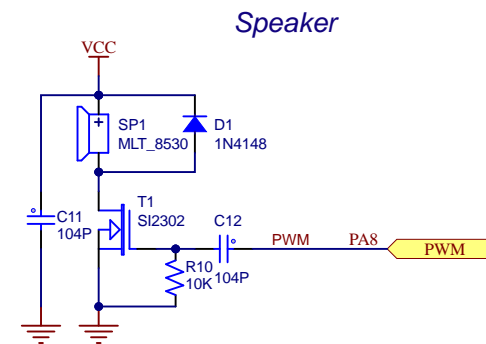 Speaker
VCC
SP1
MLT_8530
D1
1N4148
T1
SI2302
C11
104P
C12
104P
PWM
PA8
PWM
R10
10K